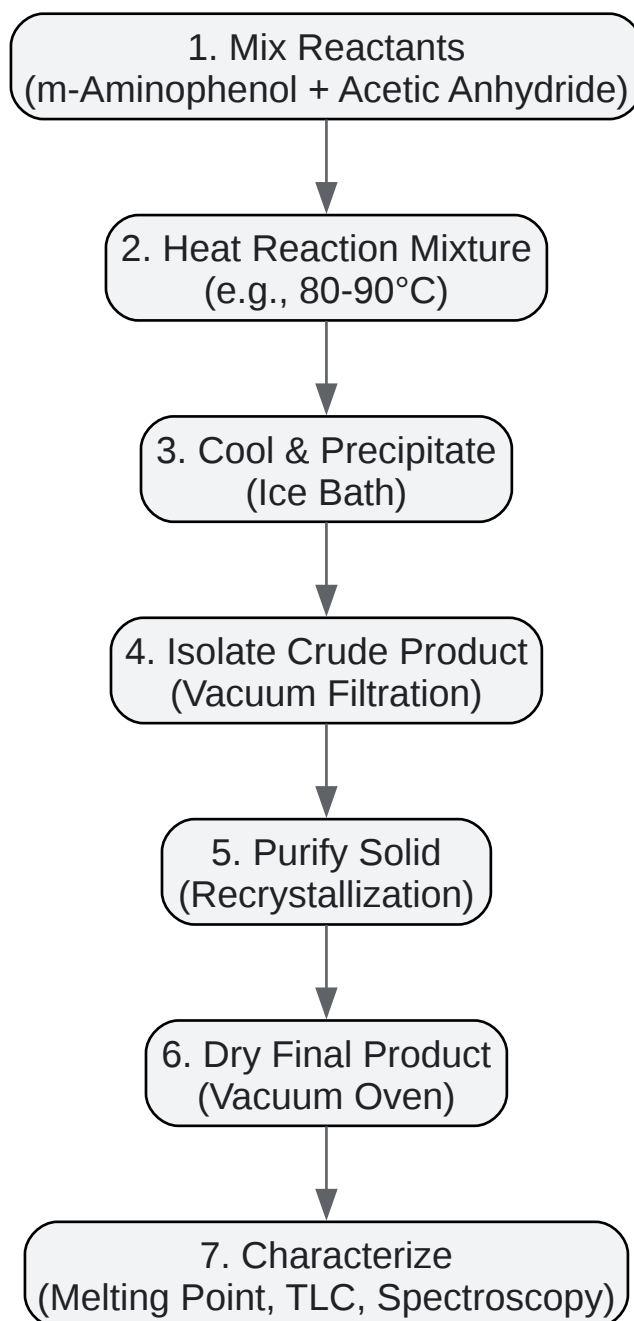 1. Mix Reactants
(m-Aminophenol + Acetic Anhydride)
2. Heat Reaction Mixture
(e.g., 80-90°C)
3. Cool & Precipitate
(Ice Bath)
4. Isolate Crude Product
(Vacuum Filtration)
5. Purify Solid
(Recrystallization)
6. Dry Final Product
(Vacuum Oven)
7. Characterize
(Melting Point, TLC, Spectroscopy)